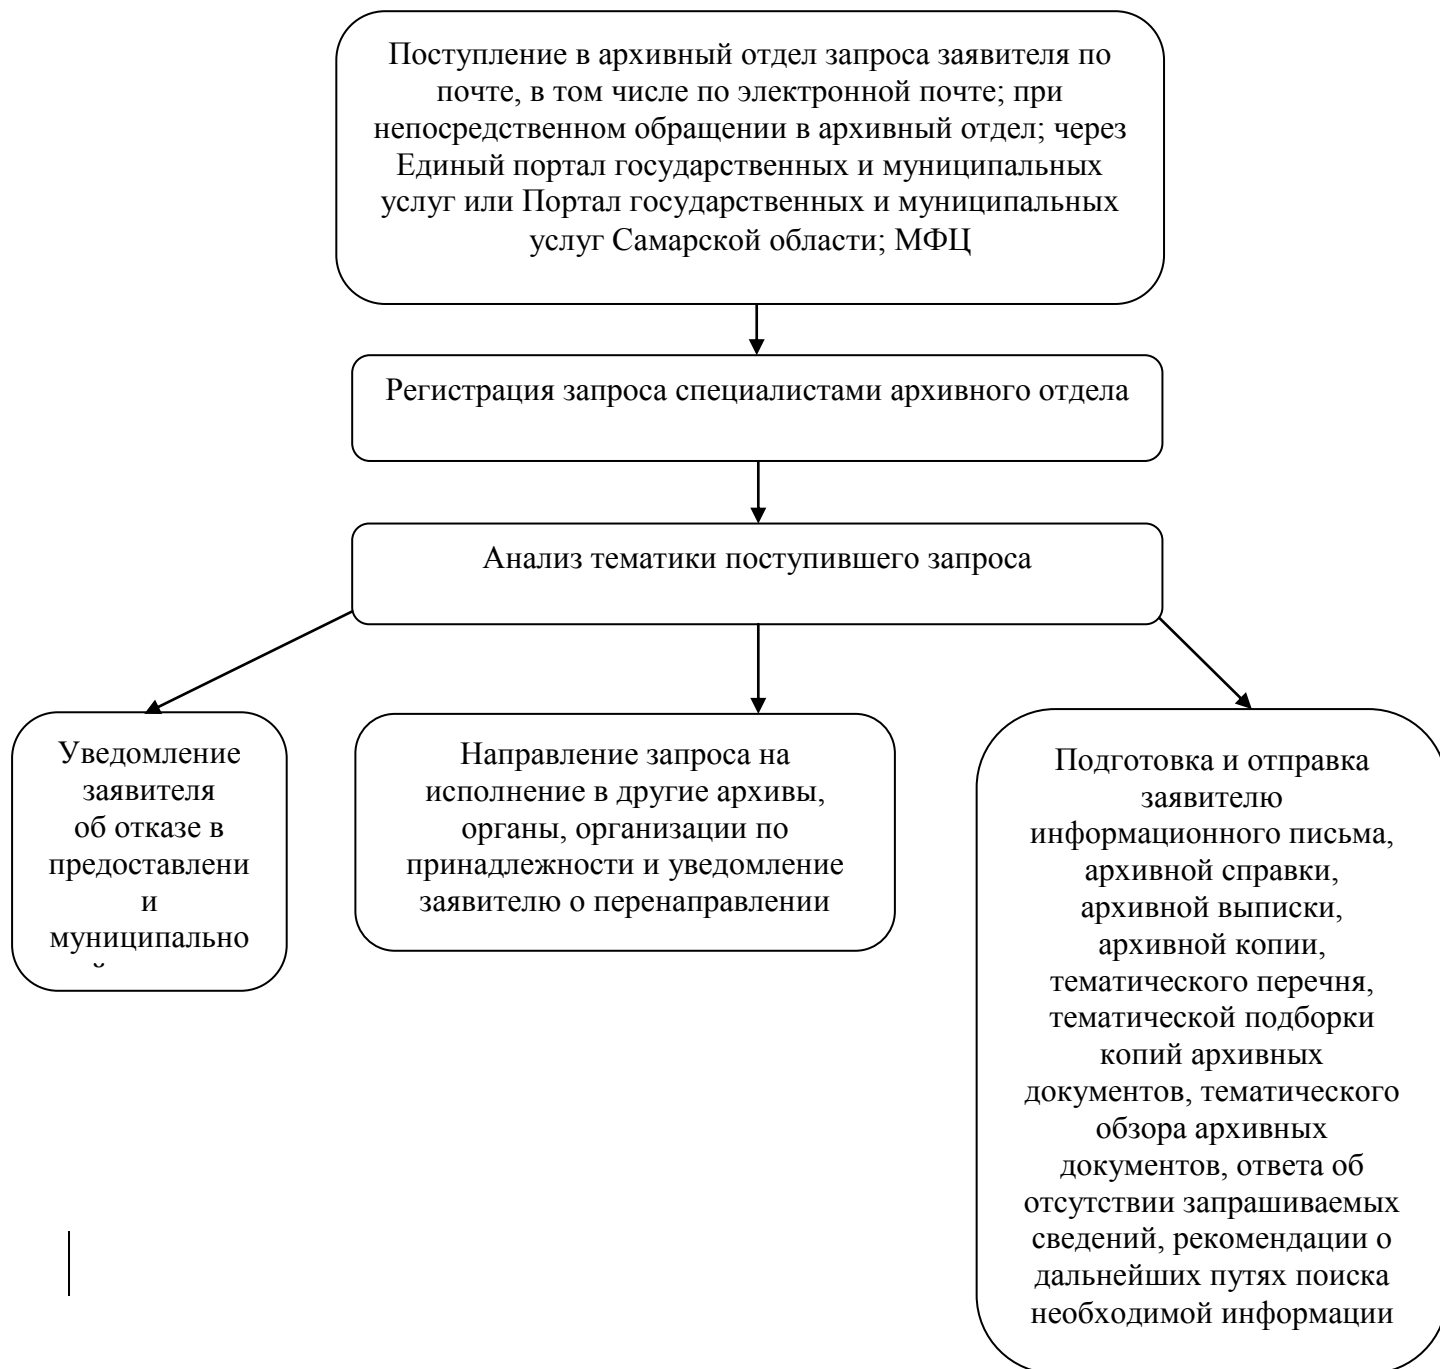 Поступление в архивный отдел запроса заявителя по
почте, в том числе по электронной почте; при
непосредственном обращении в архивный отдел; через
Единый портал государственных и муниципальных
услуг или Портал государственных и муниципальных
услуг Самарской области; МФЦ
Регистрация запроса специалистами архивного отдела
Анализ тематики поступившего запроса
Уведомление
заявителя
об отказе в
предоставлени
и
муниципально
Направление запроса на
исполнение в другие архивы,
органы, организации по
принадлежности и уведомление
заявителю о перенаправлении
Подготовка и отправка
заявителю
информационного письма,
архивной справки,
архивной выписки,
архивной копии,
тематического перечня,
тематической подборки
копий архивных
документов, тематического
обзора архивных
документов, ответа об
отсутствии запрашиваемых
сведений, рекомендации о
дальнейших путях поиска
необходимой информации